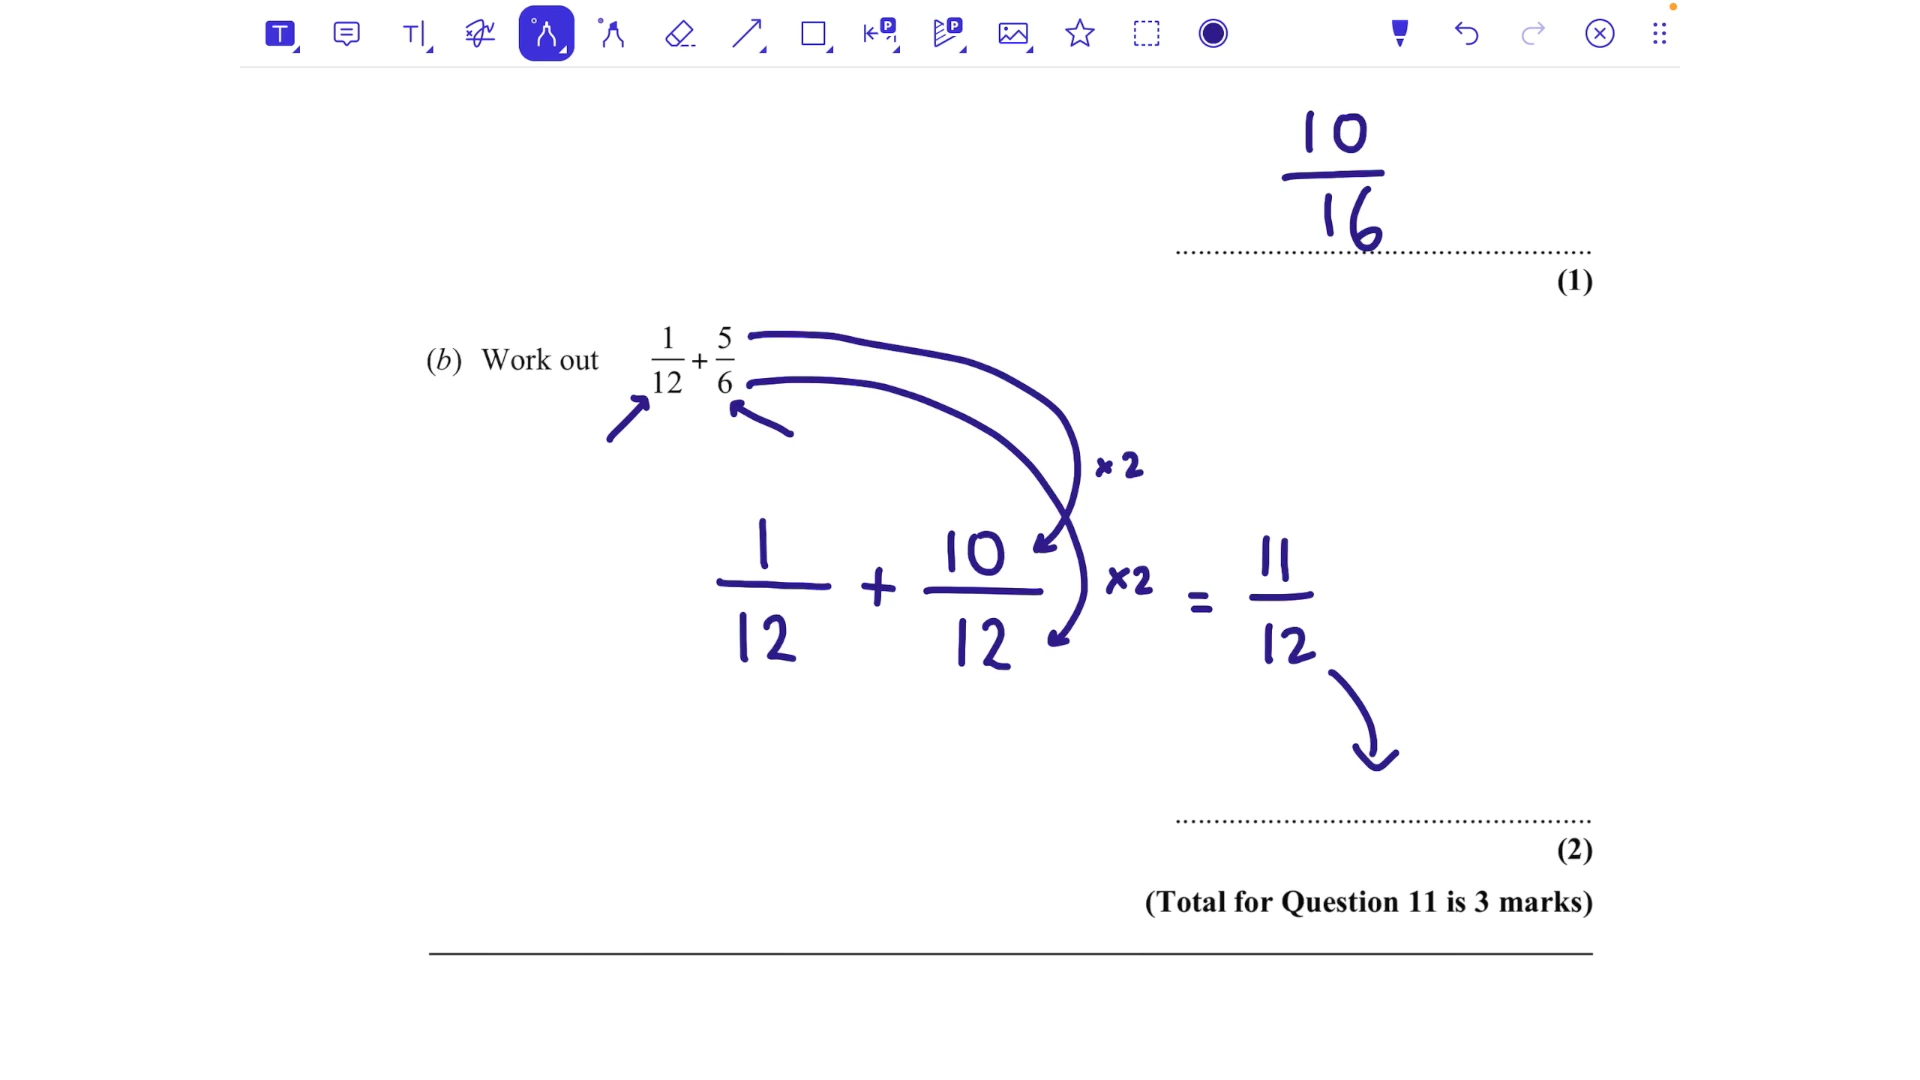 10
16
(1)
(b) Work out 1/12 + 5/6
×2
1/12 + 10/12 ×2 = 11/12
(2)
(Total for Question 11 is 3 marks)